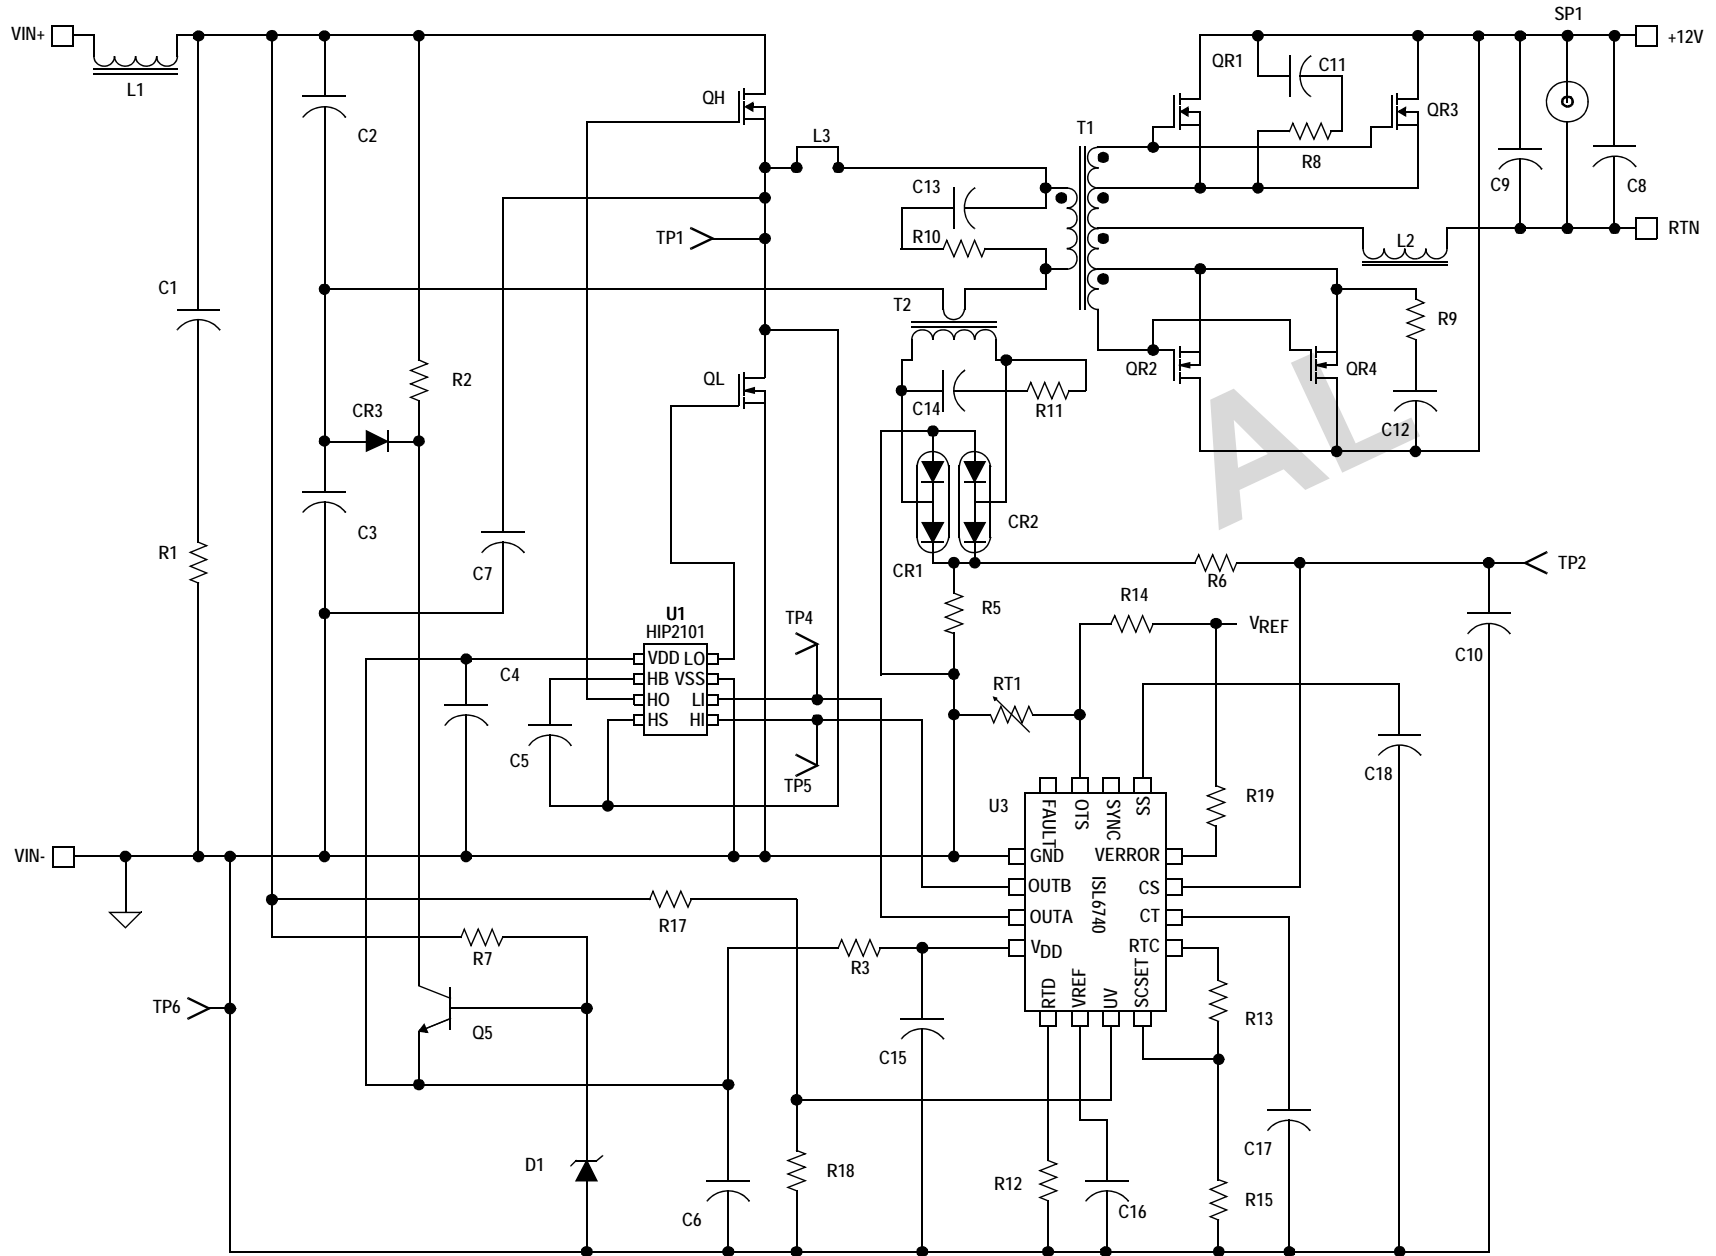 SP1
VIN+
+12V
L1
QR1
C11
QH
QR3
C2
L3
T1
R8
C13
C9
C8
TP1
R10
RTN
L2
C1
T2
R9
QL
R2
QR2
QR4
CR3
C14
R11
C12
AL
C3
CR2
R1
C7
CR1
R6
TP2
U1
HIP2101
TP4
R5
R14
VREF
C10
VDD LO
HB VSS
HO LI
HS HI
C4
RT1
C5
TP5
C18
U3
R19
FAULT
OTS
SYNC
SS
VIN-
GND
VERROR
OUTB
CS
OUTA
ISL6740
CT
VDD
RTC
RTD
VREF
UV
SCSET
R17
R7
R3
TP6
Q5
C15
R13
C17
D1
R18
R12
C16
R15
C6